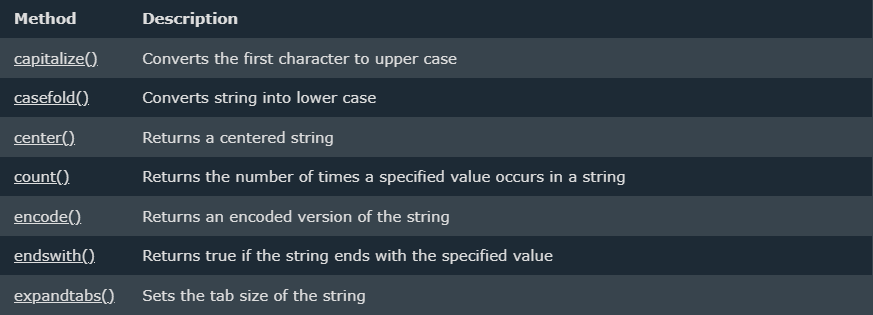 Method Description
capitalize() Converts the first character to upper case
casefold() Converts string into lower case
center() Returns a centered string
count() Returns the number of times a specified value occurs in a string
encode() Returns an encoded version of the string
endswith() Returns true if the string ends with the specified value
expandtabs() Sets the tab size of the string